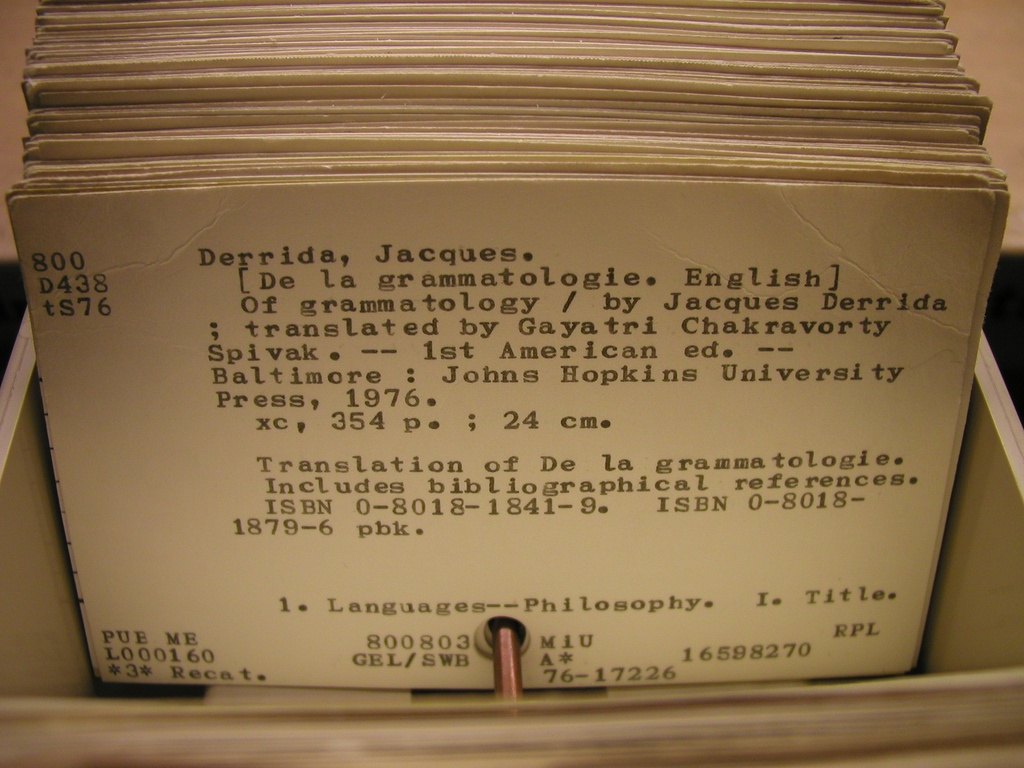 800 Derrida, Jacques.
D438 [De la grammatologie. English]
tS76 Of grammatology / by Jacques Derrida
; translated by Gayatri Chakravorty
Spivak. -- 1st American ed. --
Baltimore : Johns Hopkins University
Press, 1976.
xc, 354 p. ; 24 cm.
Translation of De la grammatologie.
Includes bibliographical references.
ISBN 0-8018-1841-9. ISBN 0-8018-
1879-6 pbk.
1. Languages--Philosophy. I. Title.
PUE ME 800803 MiU RPL
L000160 GEL/SWB A* 16598270
*3* Recat. 76-17226